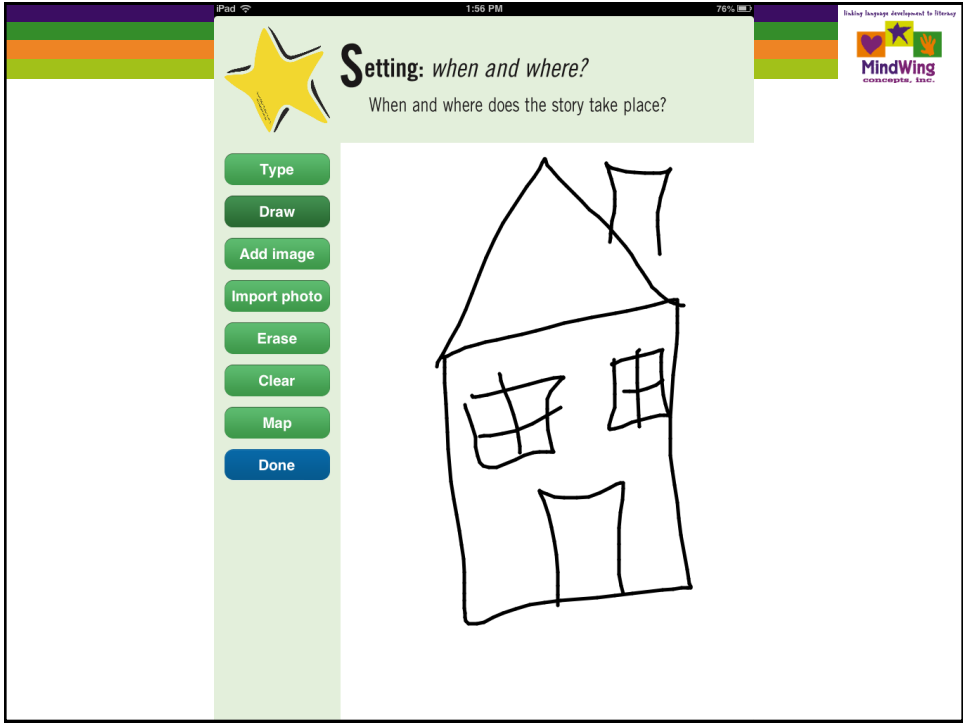 iPad 1:56 PM 76%
linking language development to literacy
MindWing
concepts, inc.
Setting: when and where?
When and where does the story take place?
Type
Draw
Add image
Import photo
Erase
Clear
Map
Done